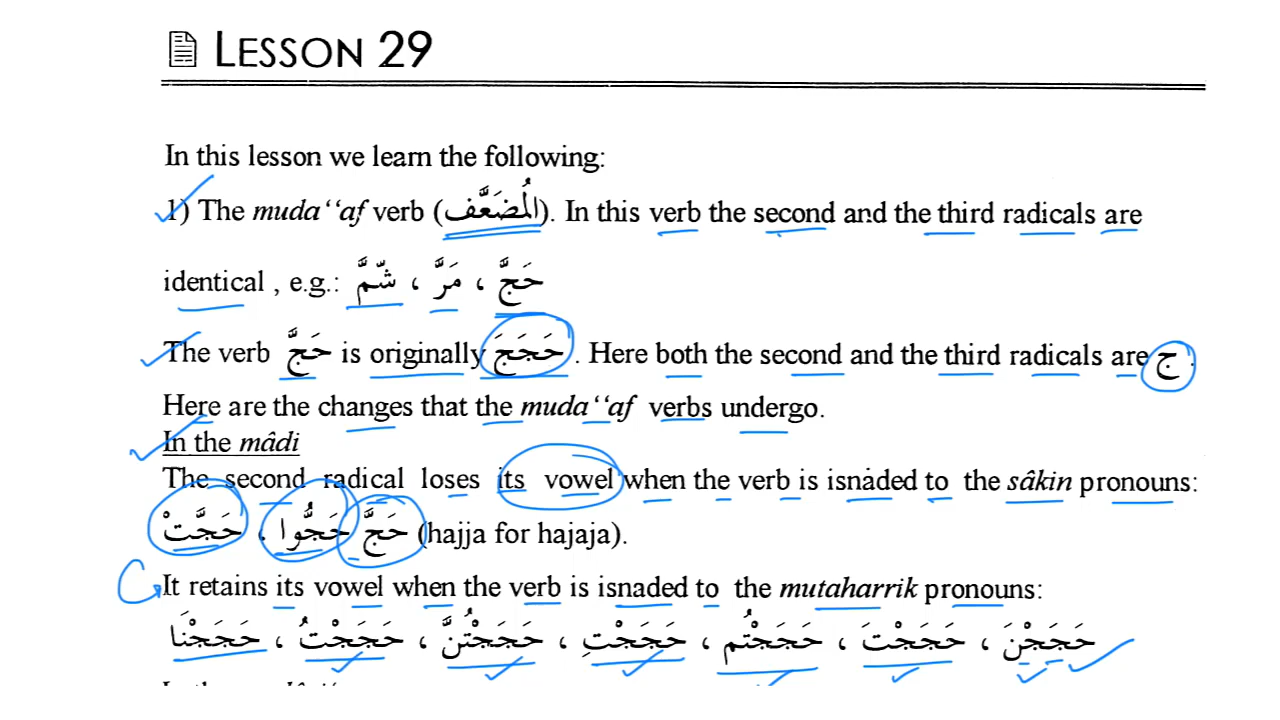 LESSON 29
In this lesson we learn the following:
1) The muda‘‘af verb (المُضَعَّف). In this verb the second and the third radicals are
identical , e.g.: حَجَّ ، مَرَّ ، شَمَّ
The verb حَجَّ is originally حَجَجَ . Here both the second and the third radicals are ج .
Here are the changes that the muda‘‘af verbs undergo.
In the mâdi
The second radical loses its vowel when the verb is isnaded to the sâkin pronouns:
حَجَّ حَجُّوا ، حَجَّتْ (hajja for hajaja).
It retains its vowel when the verb is isnaded to the mutaharrik pronouns:
حَجَجْنَ ، حَجَجْتَ ، حَجَجْتُم ، حَجَجْتِ ، حَجَجْتُنَّ ، حَجَجْتُ ، حَجَجْنَا